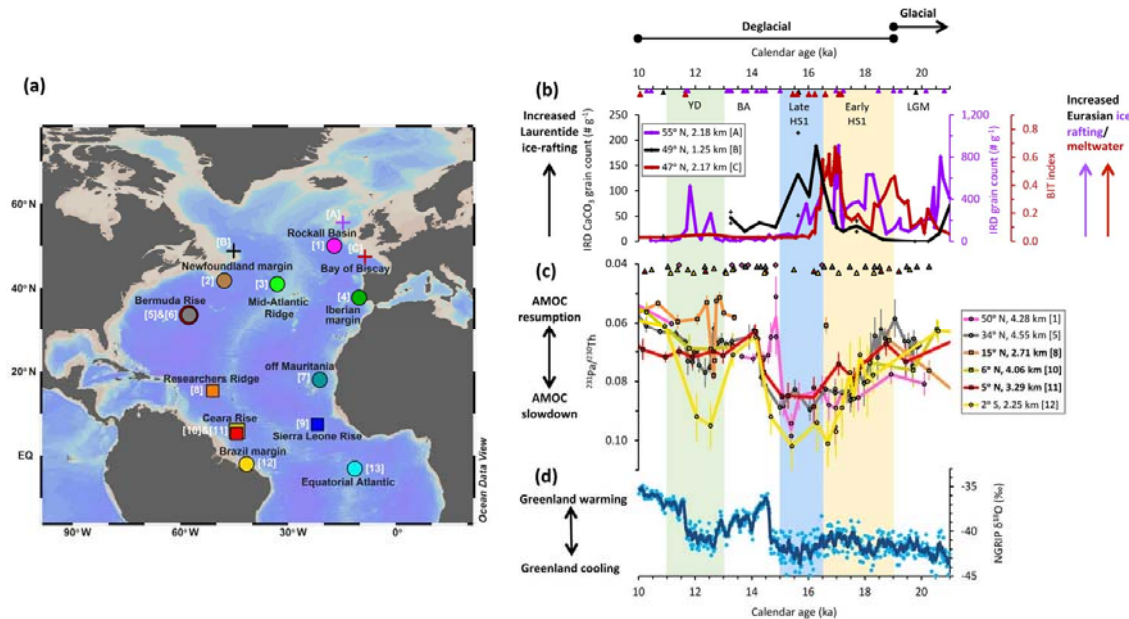 (a)
60°N
40°N
20°N
EQ
90°W
60°W
30°W
0°
[A]
Rockall Basin
[1]
[B]
[C]
Newfoundland margin
Bay of Biscay
[2]
[3]
Mid-Atlantic
Ridge
[4]
Iberian
margin
Bermuda Rise
[5]&[6]
off Mauritania
[7]
Researchers Ridge
[8]
Ceara Rise
[10]&[11]
[9]
Sierra Leone Rise
Brazil margin
[12]
[13]
Equatorial Atlantic
Ocean Data View
Deglacial
Glacial
Calendar age (ka)
10 12 14 16 18 20
(b)
YD
BA
Late
HS1
Early
HS1
LGM
Increased
Laurentide
ice-rafting
IRD CaCO3 grain count (# g-1)
250
200
150
100
50
0
55° N, 2.18 km [A]
49° N, 1.25 km [B]
47° N, 2.17 km [C]
1,200
800
400
0
IRD grain count (# g-1)
0.8
0.6
0.4
0.2
0.0
BIT index
Increased
Eurasian ice
rafting/
meltwater
(c)
AMOC
resumption
AMOC
slowdown
231Pa/230Th
0.04
0.06
0.08
0.10
50° N, 4.28 km [1]
34° N, 4.55 km [5]
15° N, 2.71 km [8]
6° N, 4.06 km [10]
5° N, 3.29 km [11]
2° S, 2.25 km [12]
(d)
Greenland warming
Greenland cooling
-35
-40
-45
NGRIP δ18O (‰)
10 12 14 16 18 20
Calendar age (ka)